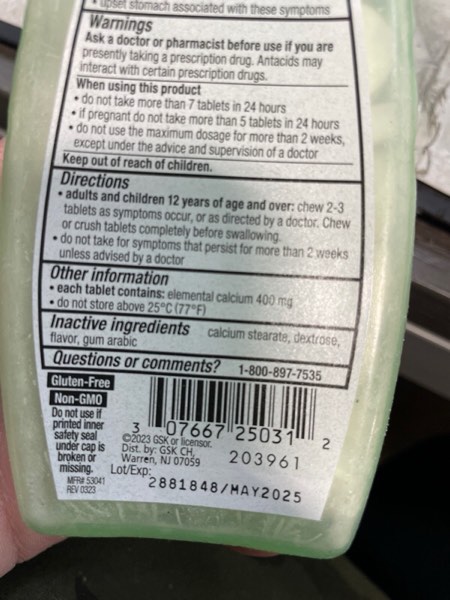 • upset stomach associated with these symptoms
Warnings
Ask a doctor or pharmacist before use if you are
presently taking a prescription drug. Antacids may
interact with certain prescription drugs.
When using this product
• do not take more than 7 tablets in 24 hours
• if pregnant do not take more than 5 tablets in 24 hours
• do not use the maximum dosage for more than 2 weeks,
except under the advice and supervision of a doctor
Keep out of reach of children.
Directions
• adults and children 12 years of age and over: chew 2-3
tablets as symptoms occur, or as directed by a doctor. Chew
or crush tablets completely before swallowing.
• do not take for symptoms that persist for more than 2 weeks
unless advised by a doctor
Other information
• each tablet contains: elemental calcium 400 mg
• do not store above 25°C (77°F)
Inactive ingredients calcium stearate, dextrose,
flavor, gum arabic
Questions or comments? 1-800-897-7535
Gluten-Free
Non-GMO
Do not use if
printed inner
safety seal
under cap is
broken or
missing.
MFR# 53041
REV 0323
3 07667 25031 2
©2023 GSK or licensor.
Dist. by: GSK CH,
Warren, NJ 07059
203961
Lot/Exp:
2881848/MAY2025